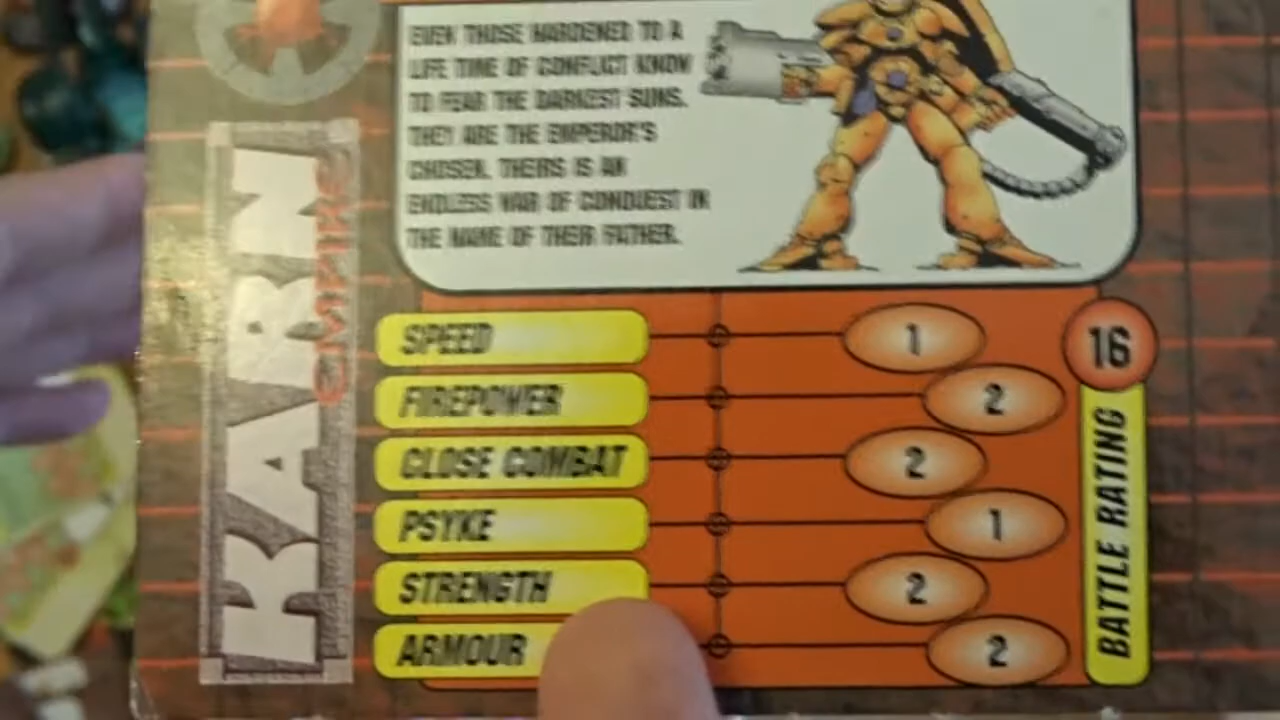 EVEN THOSE HARDENED TO A
LIFE TIME OF CONFLICT KNOW
TO FEAR THE DARKEST SUNS.
THEY ARE THE EMPEROR'S
CHOSEN. THEIRS IS AN
ENDLESS WAR OF CONQUEST IN
THE NAME OF THEIR FATHER.
KARN
EMPIRE
SPEED 1
FIREPOWER 2
CLOSE COMBAT 2
PSYKE 1
STRENGTH 2
ARMOUR 2
16
BATTLE RATING